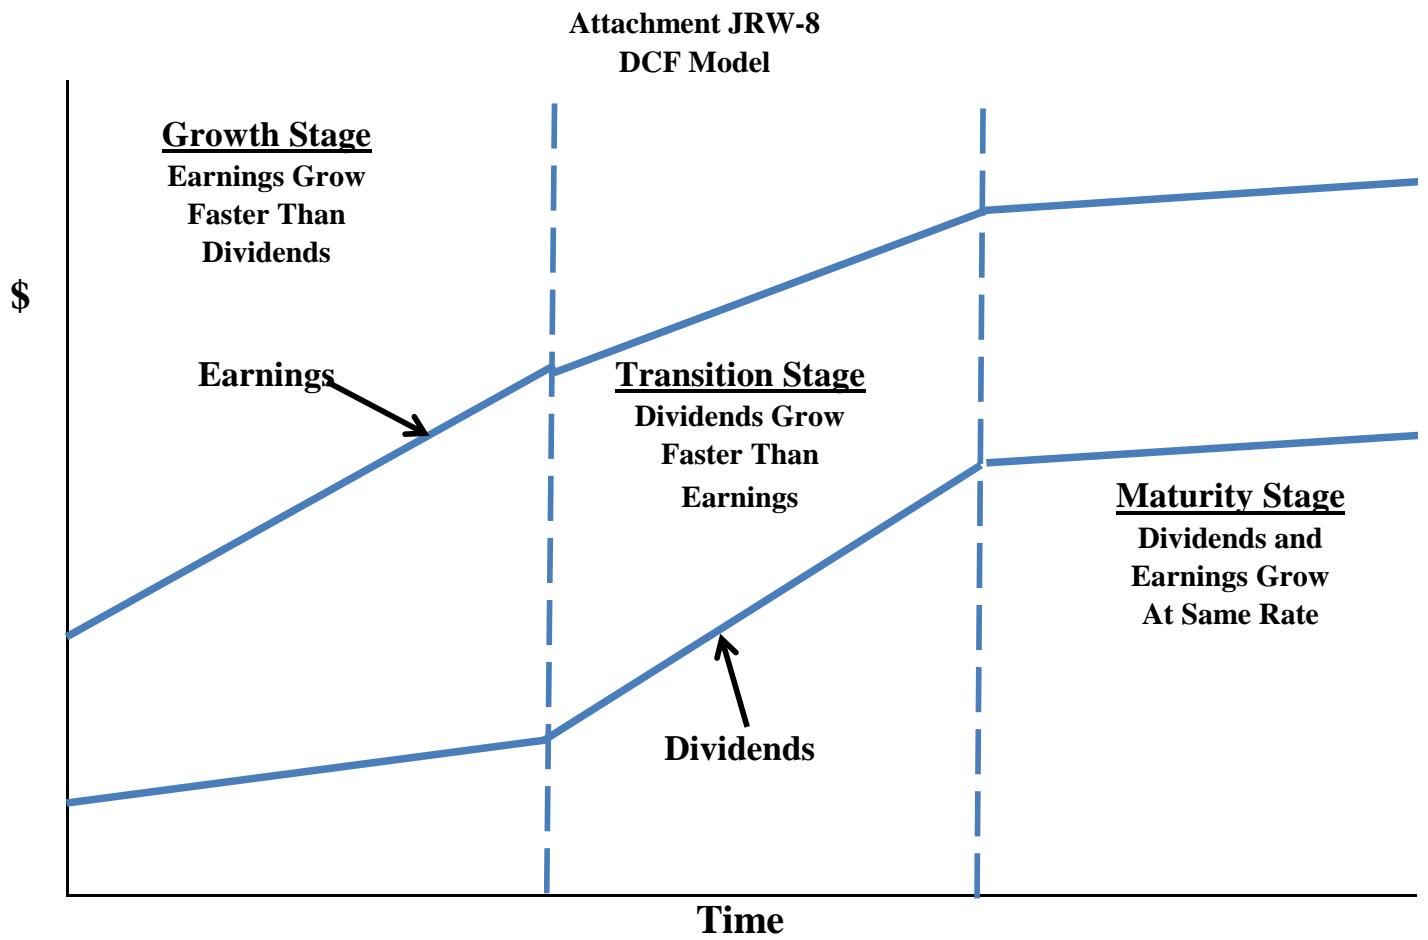 Attachment JRW-8
DCF Model
Growth Stage
Earnings Grow
Faster Than
Dividends
$
Earnings
Transition Stage
Dividends Grow
Faster Than
Earnings
Maturity Stage
Dividends and
Earnings Grow
At Same Rate
Dividends
Time